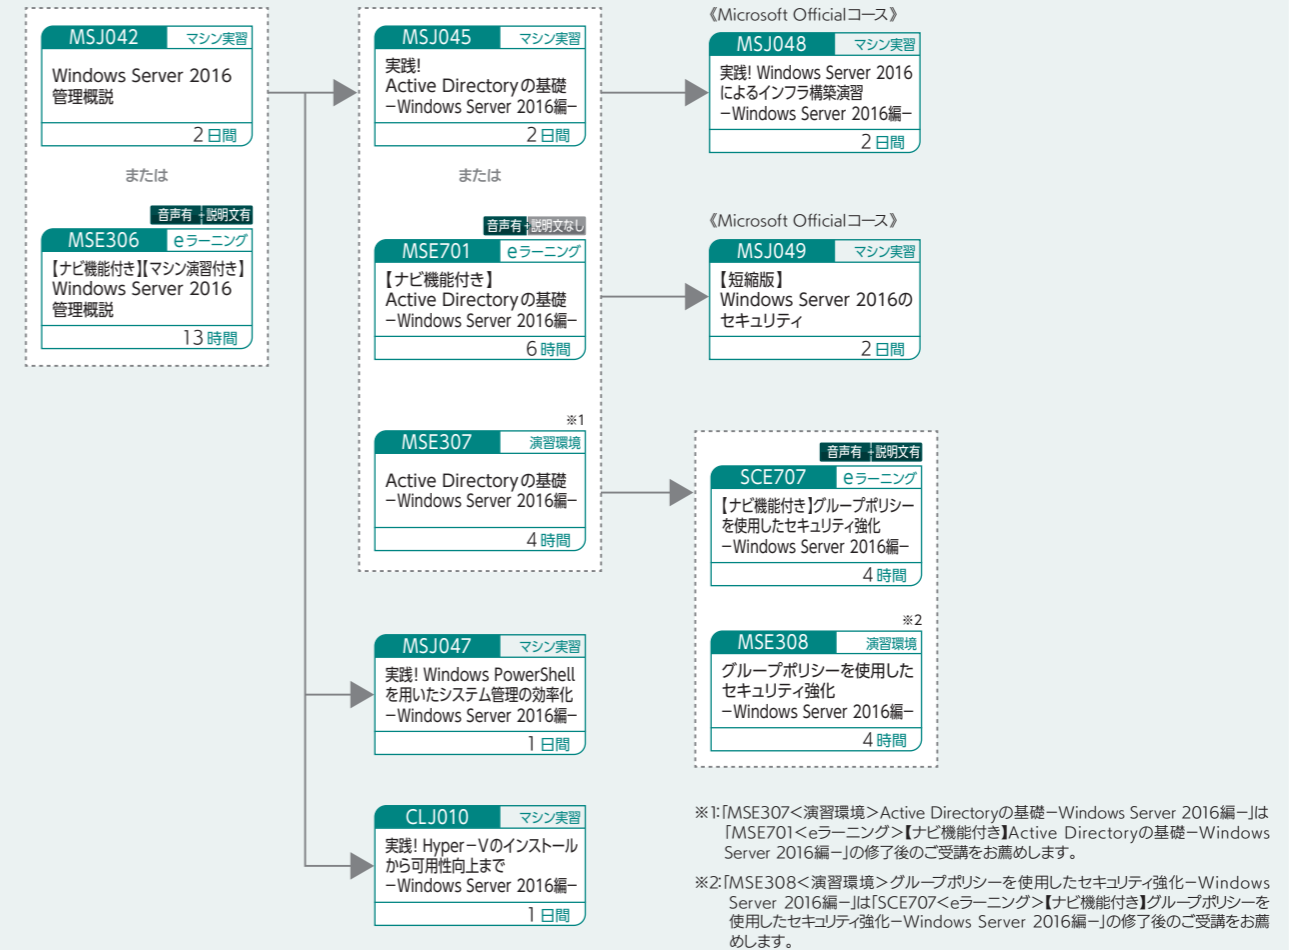 MSJ042 マシン実習
Windows Server 2016
管理概説
2日間
または
音声有 説明文有
MSE306 eラーニング
【ナビ機能付き】【マシン演習付き】
Windows Server 2016
管理概説
13時間
MSJ045 マシン実習
実践!
Active Directoryの基礎
−Windows Server 2016編−
2日間
または
音声有 説明文なし
MSE701 eラーニング
【ナビ機能付き】
Active Directoryの基礎
−Windows Server 2016編−
6時間
※1
MSE307 演習環境
Active Directoryの基礎
−Windows Server 2016編−
4時間
MSJ047 マシン実習
実践! Windows PowerShell
を用いたシステム管理の効率化
−Windows Server 2016編−
1日間
CLJ010 マシン実習
実践! Hyper−Vのインストール
から可用性向上まで
−Windows Server 2016編−
1日間
《Microsoft Officialコース》
MSJ048 マシン実習
実践! Windows Server 2016
によるインフラ構築演習
−Windows Server 2016編−
2日間
《Microsoft Officialコース》
MSJ049 マシン実習
【短縮版】
Windows Server 2016の
セキュリティ
2日間
音声有 説明文有
SCE707 eラーニング
【ナビ機能付き】グループポリシー
を使用したセキュリティ強化
−Windows Server 2016編−
4時間
※2
MSE308 演習環境
グループポリシーを使用した
セキュリティ強化
−Windows Server 2016編−
4時間
※1:「MSE307<演習環境>Active Directoryの基礎−Windows Server 2016編−」は
「MSE701<eラーニング>【ナビ機能付き】Active Directoryの基礎−Windows
Server 2016編−」の修了後のご受講をお薦めします。
※2:「MSE308<演習環境>グループポリシーを使用したセキュリティ強化−Windows
Server 2016編−」は「SCE707<eラーニング>【ナビ機能付き】グループポリシーを
使用したセキュリティ強化−Windows Server 2016編−」の修了後のご受講をお薦
めします。